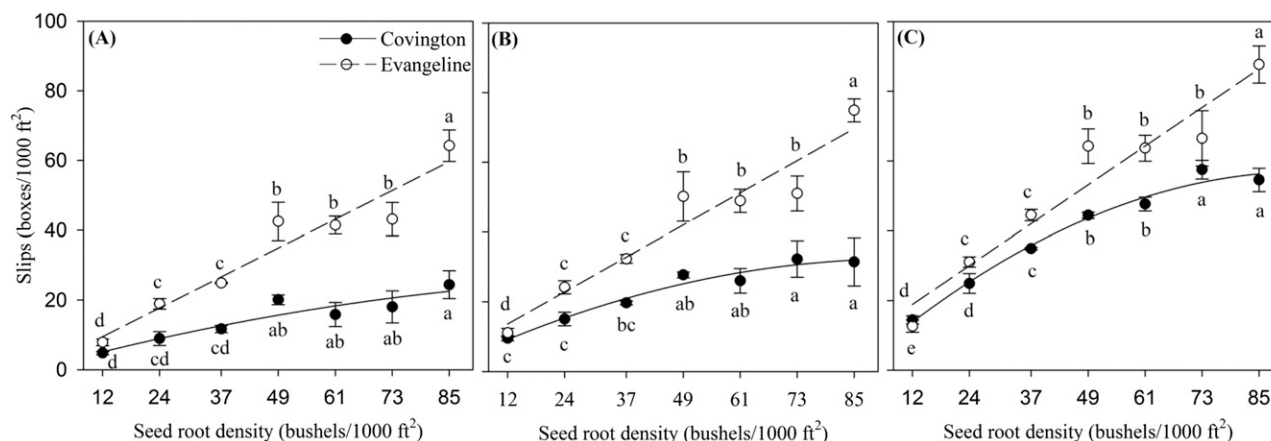 100
80
60
40
20
0
Slips (boxes/1000 ft²)
(A)
Covington
Evangeline
d
c
c
b
b
b
a
d
cd
cd
ab
ab
ab
a
12 24 37 49 61 73 85
Seed root density (bushels/1000 ft²)
(B)
d
c
c
b
b
b
a
c
c
bc
ab
ab
a
a
12 24 37 49 61 73 85
Seed root density (bushels/1000 ft²)
(C)
d
c
c
b
b
b
a
e
d
c
b
b
a
a
12 24 37 49 61 73 85
Seed root density (bushels/1000 ft²)